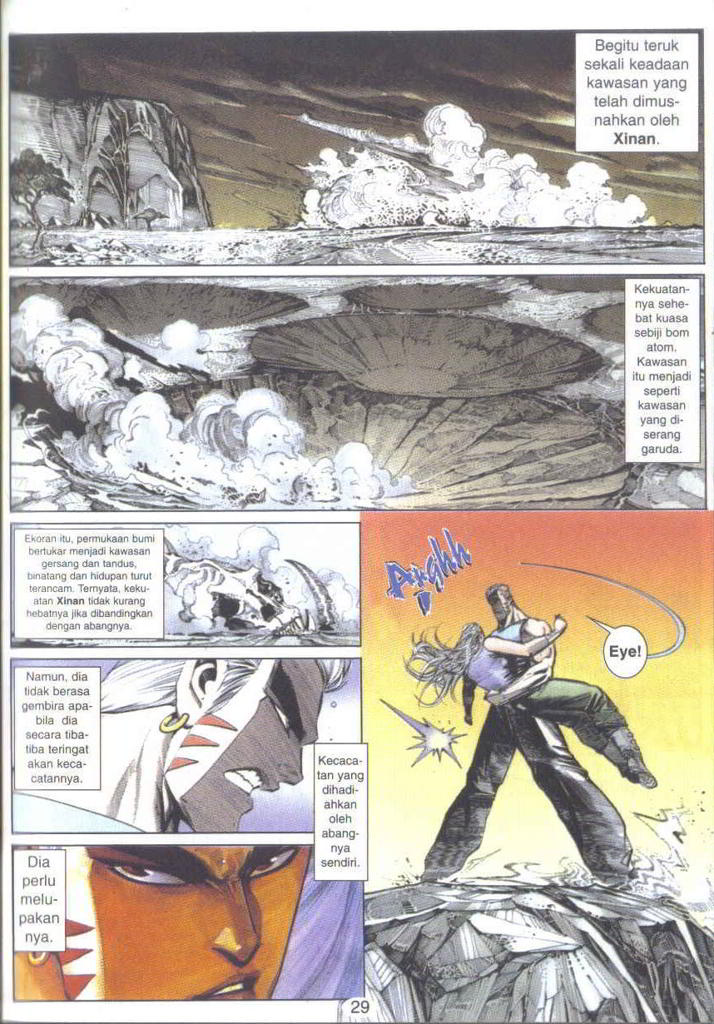 Begitu teruk
sekali keadaan
kawasan yang
telah dimus-
nahkan oleh
Xinan.
Kekuatan-
nya sehe-
bat kuasa
sebiji bom
atom.
Kawasan
itu menjadi
seperti
kawasan
yang di-
serang
garuda.
Ekoran itu, permukaan bumi
bertukar menjadi kawasan
gersang dan tandus,
binatang dan hidupan turut
terancam. Ternyata, keku-
atan Xinan tidak kurang
hebatnya jika dibandingkan
dengan abangnya.
Namun, dia
tidak berasa
gembira apa-
bila dia
secara tiba-
tiba teringat
akan keca-
catannya.
Kecaca-
tan yang
dihadi-
ahkan
oleh
abang-
nya
sendiri.
Dia
perlu
melu-
pakan
nya.
Arghh
!
Eye!
29